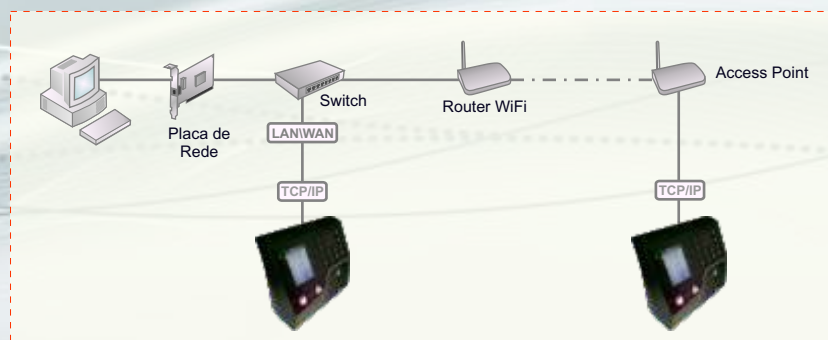 Access Point
Switch
Router WiFi
Placa de
Rede
LAN\WAN
TCP/IP
TCP/IP